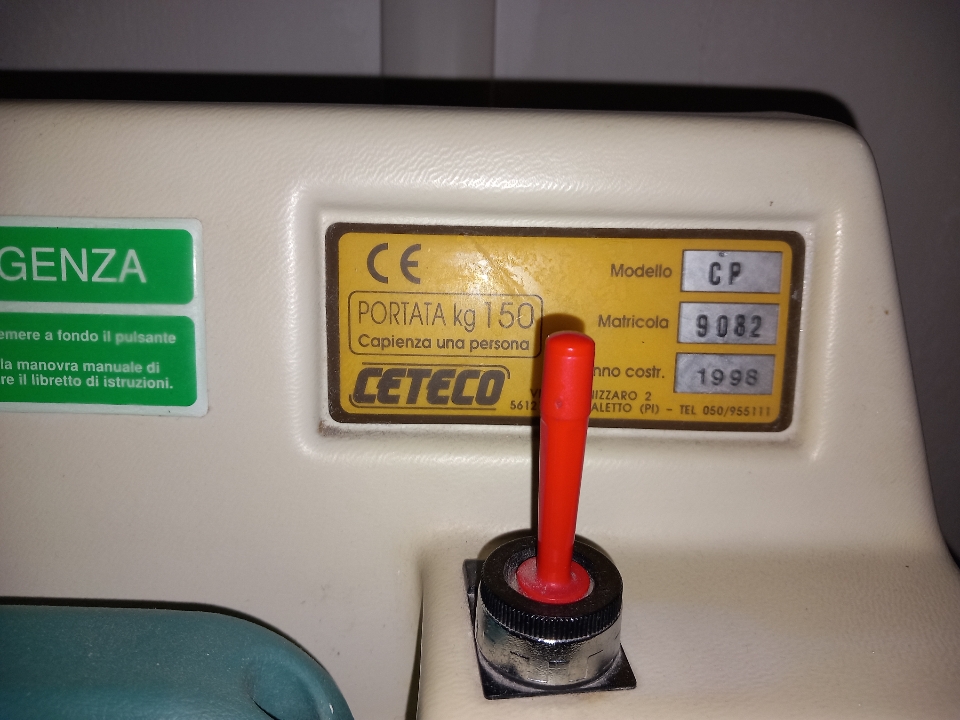 GENZA
emere a fondo il pulsante
la manovra manuale di
re il libretto di istruzioni.
CE
PORTATA kg 150
Capienza una persona
CETECO
Modello CP
Matricola 9082
nno costr. 1998
IZZARO 2
5612 ALETTO (PI) - TEL 050/955111